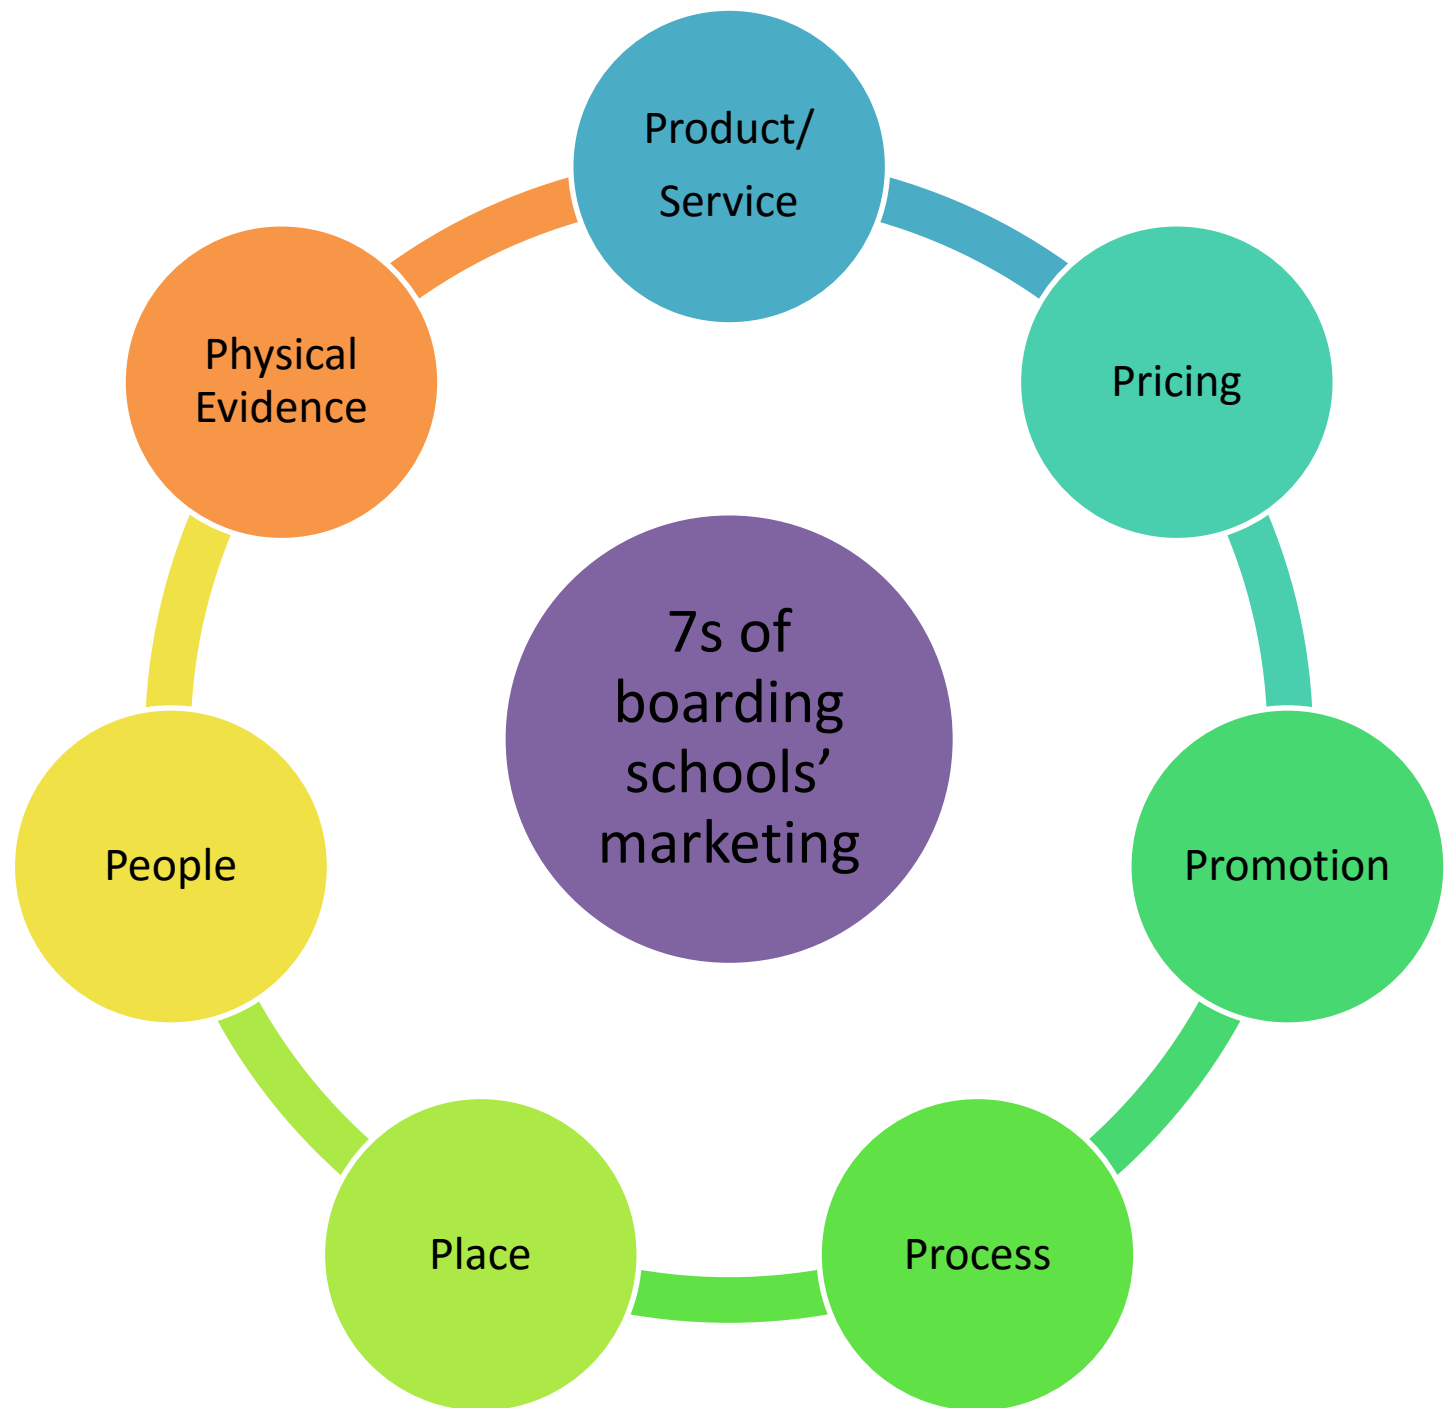 Product/
Service
Pricing
Promotion
Process
Place
People
Physical
Evidence
7s of
boarding
schools’
marketing